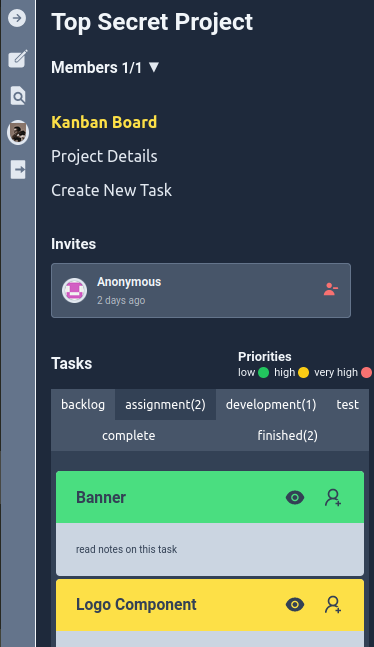 Top Secret Project
Members 1/1 ▼
Kanban Board
Project Details
Create New Task
Invites
Anonymous
2 days ago
Tasks
Priorities
low high very high
backlog assignment(2) development(1) test
complete finished(2)
Banner
read notes on this task
Logo Component